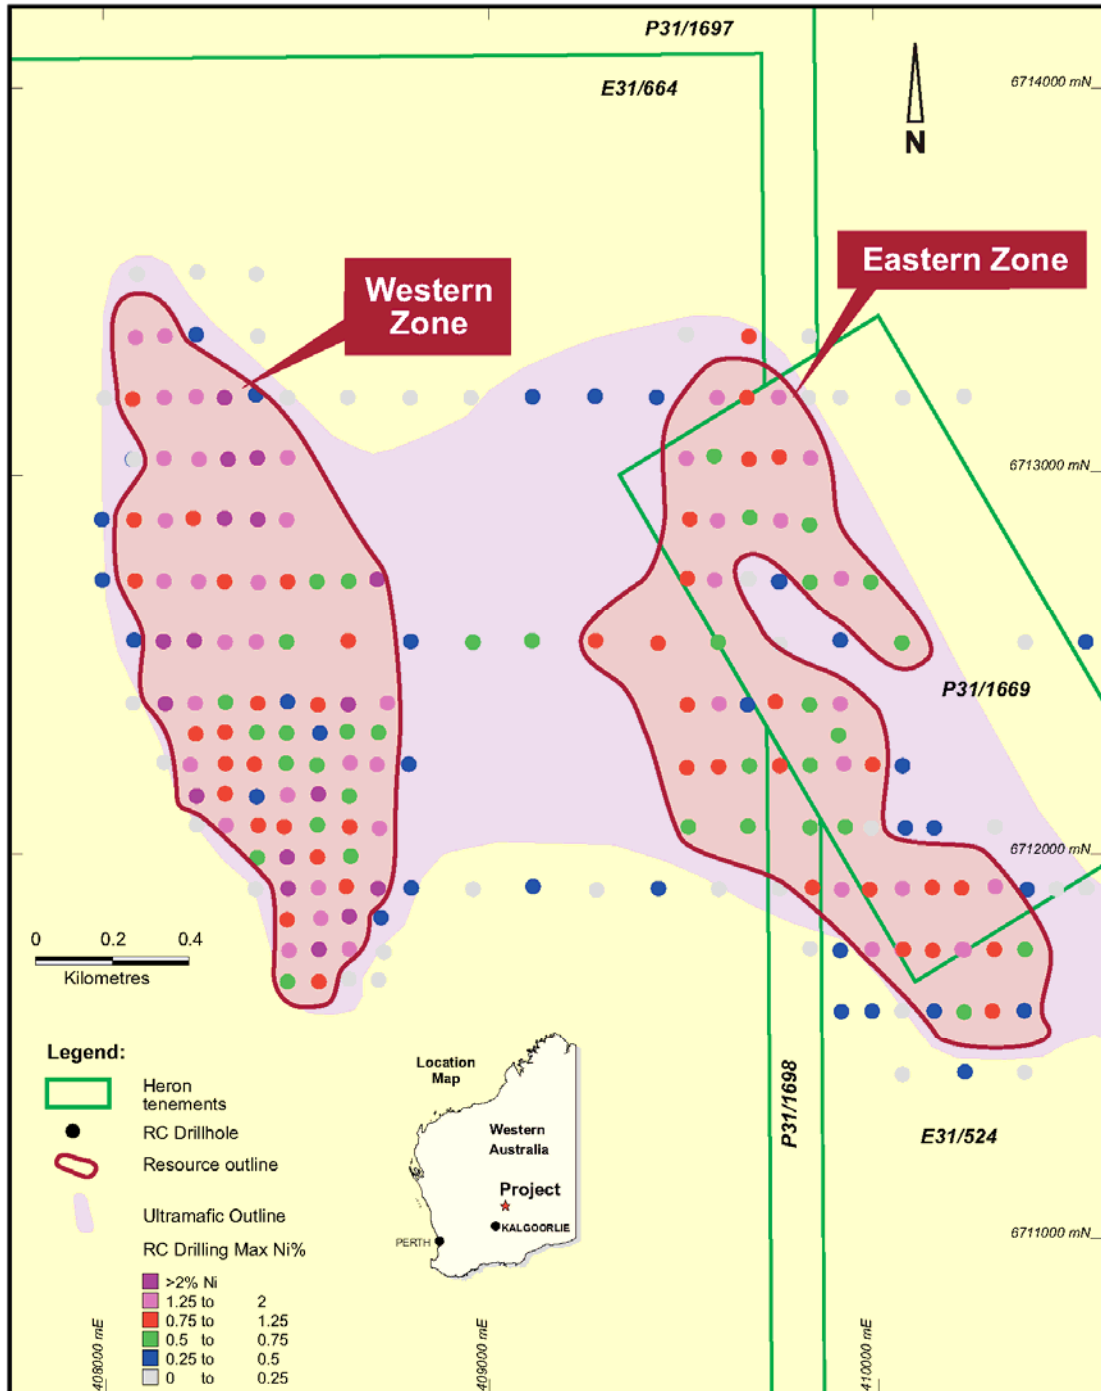 P31/1697
E31/664
6714000 mN
N
Western
Zone
Eastern Zone
6713000 mN
P31/1669
6712000 mN
0 0.2 0.4
Kilometres
Legend:
Heron
tenements
RC Drillhole
Resource outline
Ultramafic Outline
RC Drilling Max Ni%
>2% Ni
1.25 to 2
0.75 to 1.25
0.5 to 0.75
0.25 to 0.5
0 to 0.25
Location
Map
Western
Australia
Project
KALGOORLIE
PERTH
P31/1698
E31/524
6711000 mN
408000 mE
409000 mE
410000 mE